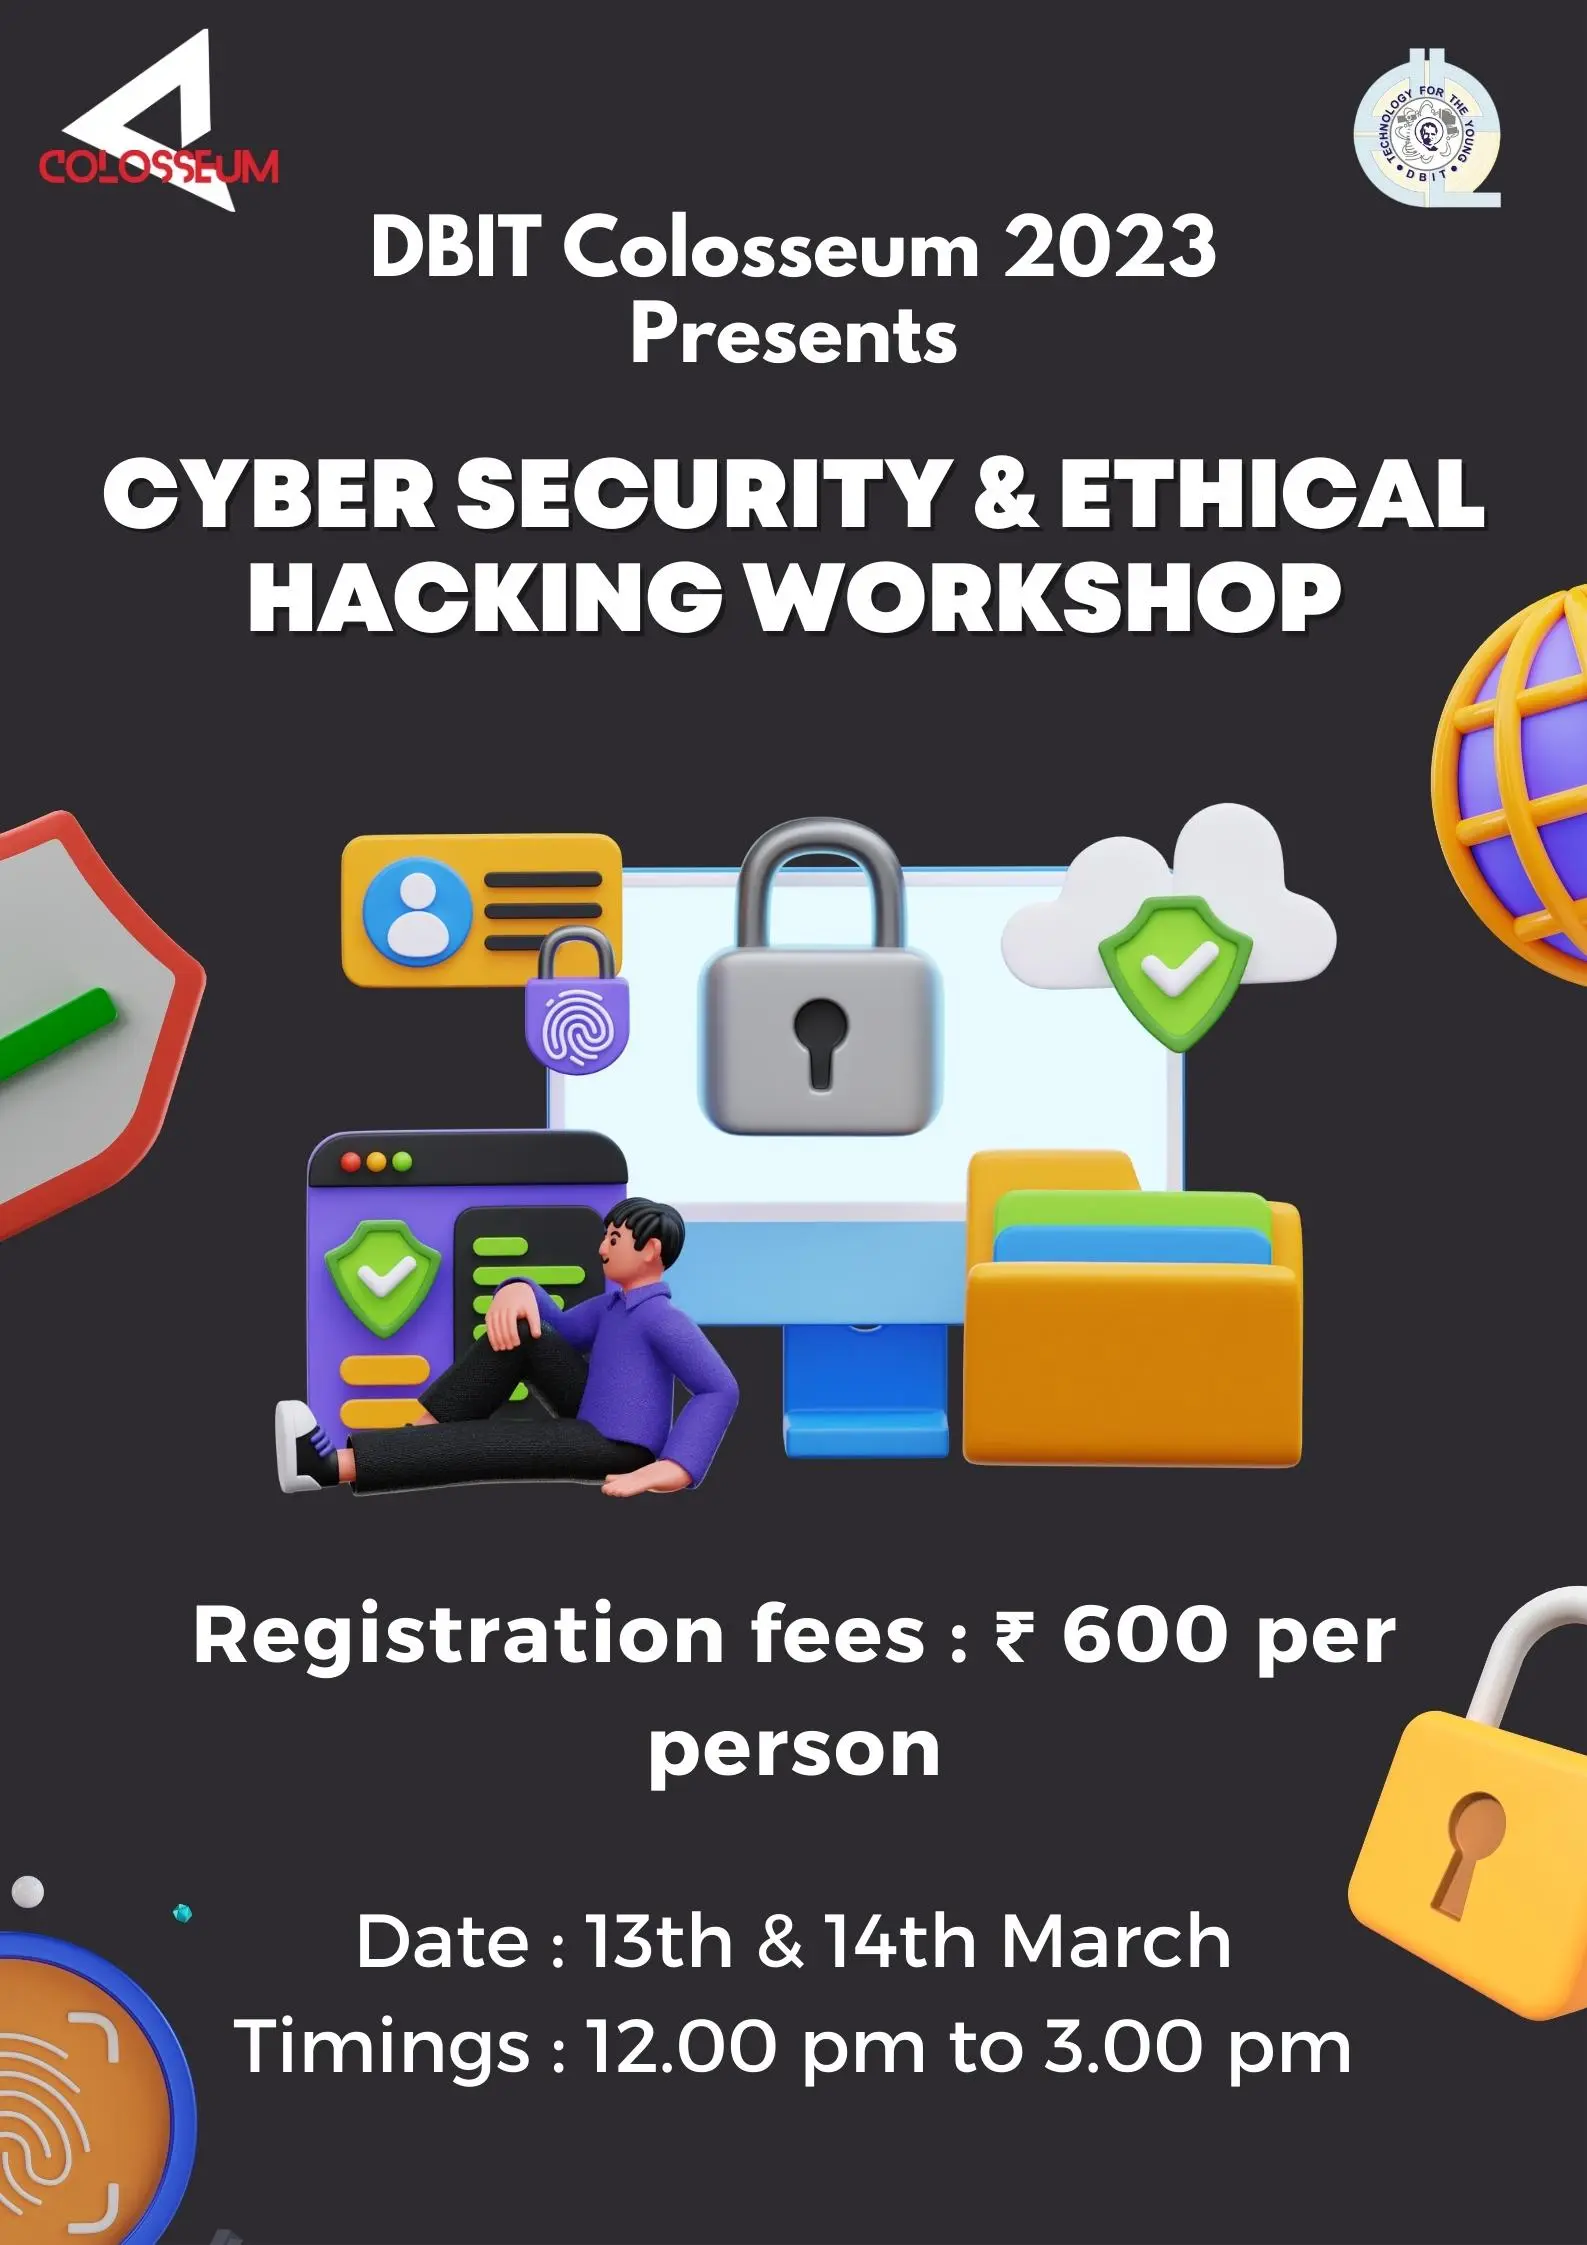 COLOSSEUM
TECHNOLOGY FOR THE YOUNG
• DBIT •
DBIT Colosseum 2023
Presents
CYBER SECURITY & ETHICAL
HACKING WORKSHOP
Registration fees : ₹ 600 per
person
Date : 13th & 14th March
Timings : 12.00 pm to 3.00 pm